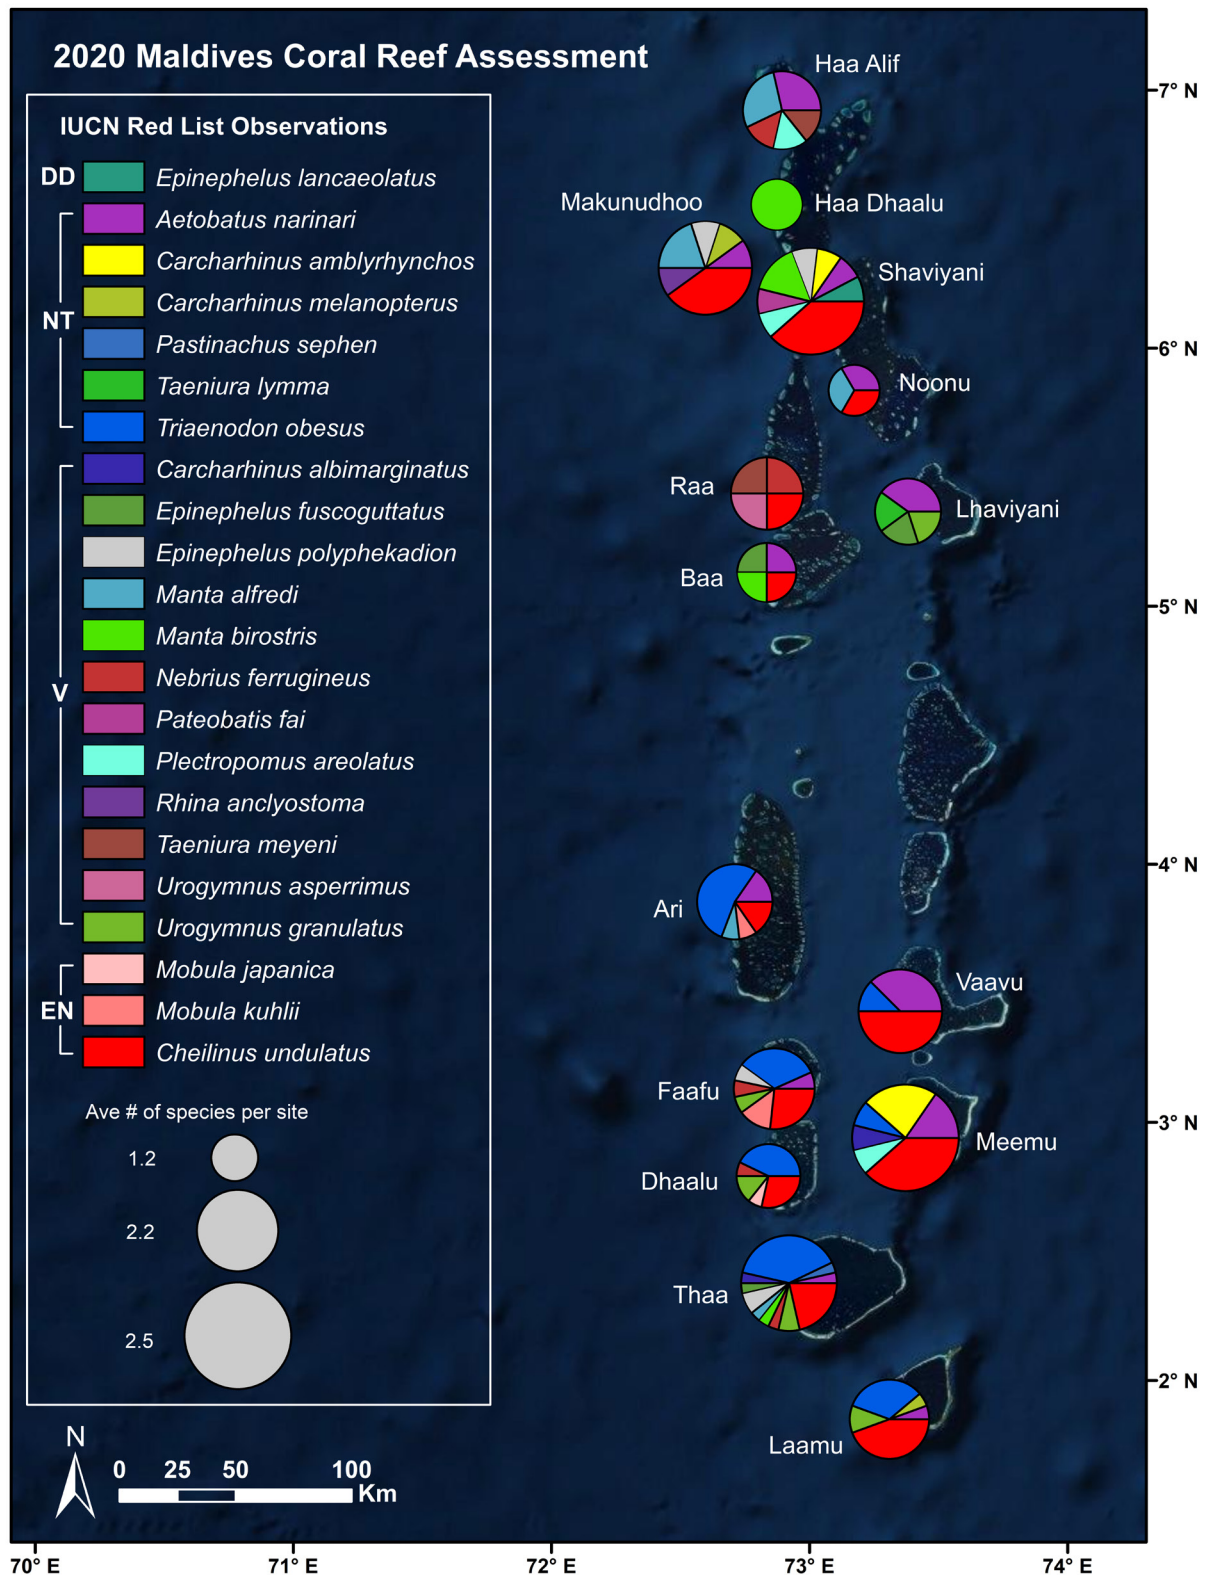 2020 Maldives Coral Reef Assessment
IUCN Red List Observations
DD
Epinephelus lancaeolatus
NT
Aetobatus narinari
Carcharhinus amblyrhynchos
Carcharhinus melanopterus
Pastinachus sephen
Taeniura lymma
Triaenodon obesus
V
Carcharhinus albimarginatus
Epinephelus fuscoguttatus
Epinephelus polyphekadion
Manta alfredi
Manta birostris
Nebrius ferrugineus
Pateobatis fai
Plectropomus areolatus
Rhina anclyostoma
Taeniura meyeni
Urogymnus asperrimus
Urogymnus granulatus
EN
Mobula japanica
Mobula kuhlii
Cheilinus undulatus
Ave # of species per site
1.2
2.2
2.5
N
0 25 50 100
Km
Haa Alif
Makunudhoo
Haa Dhaalu
Shaviyani
Noonu
Raa
Lhaviyani
Baa
Ari
Vaavu
Faafu
Meemu
Dhaalu
Thaa
Laamu
7° N
6° N
5° N
4° N
3° N
2° N
70° E 71° E 72° E 73° E 74° E